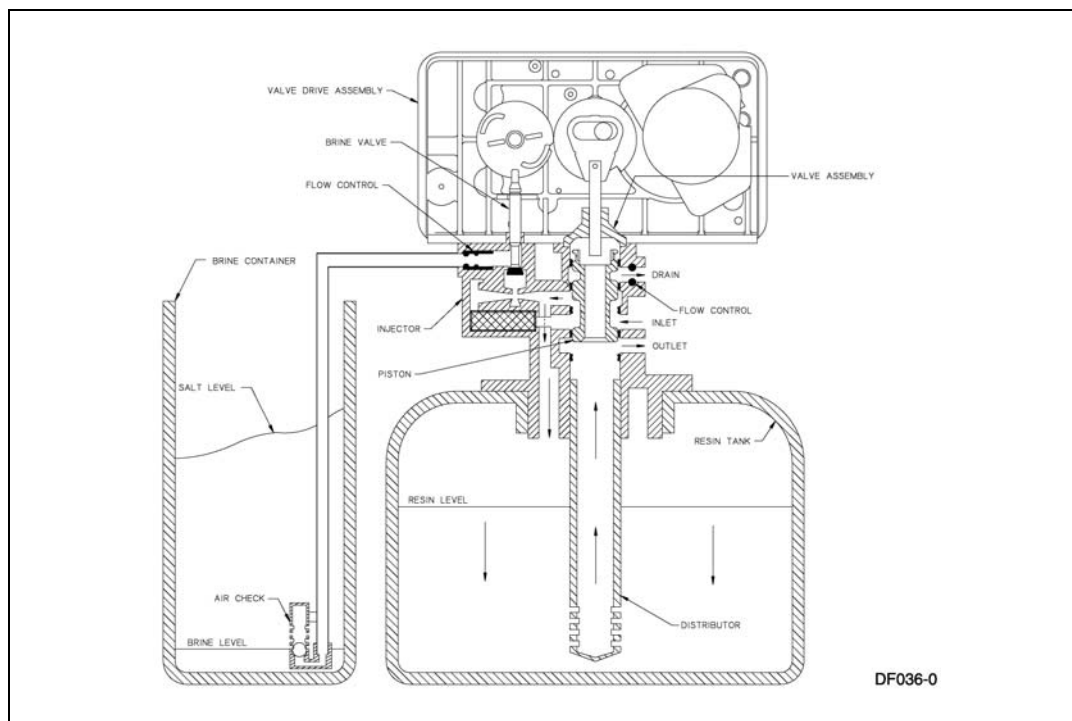 VALVE DRIVE ASSEMBLY
BRINE VALVE
FLOW CONTROL
VALVE ASSEMBLY
BRINE CONTAINER
DRAIN
FLOW CONTROL
INJECTOR
INLET
OUTLET
PISTON
SALT LEVEL
RESIN TANK
RESIN LEVEL
AIR CHECK
DISTRIBUTOR
BRINE LEVEL
DF036-0